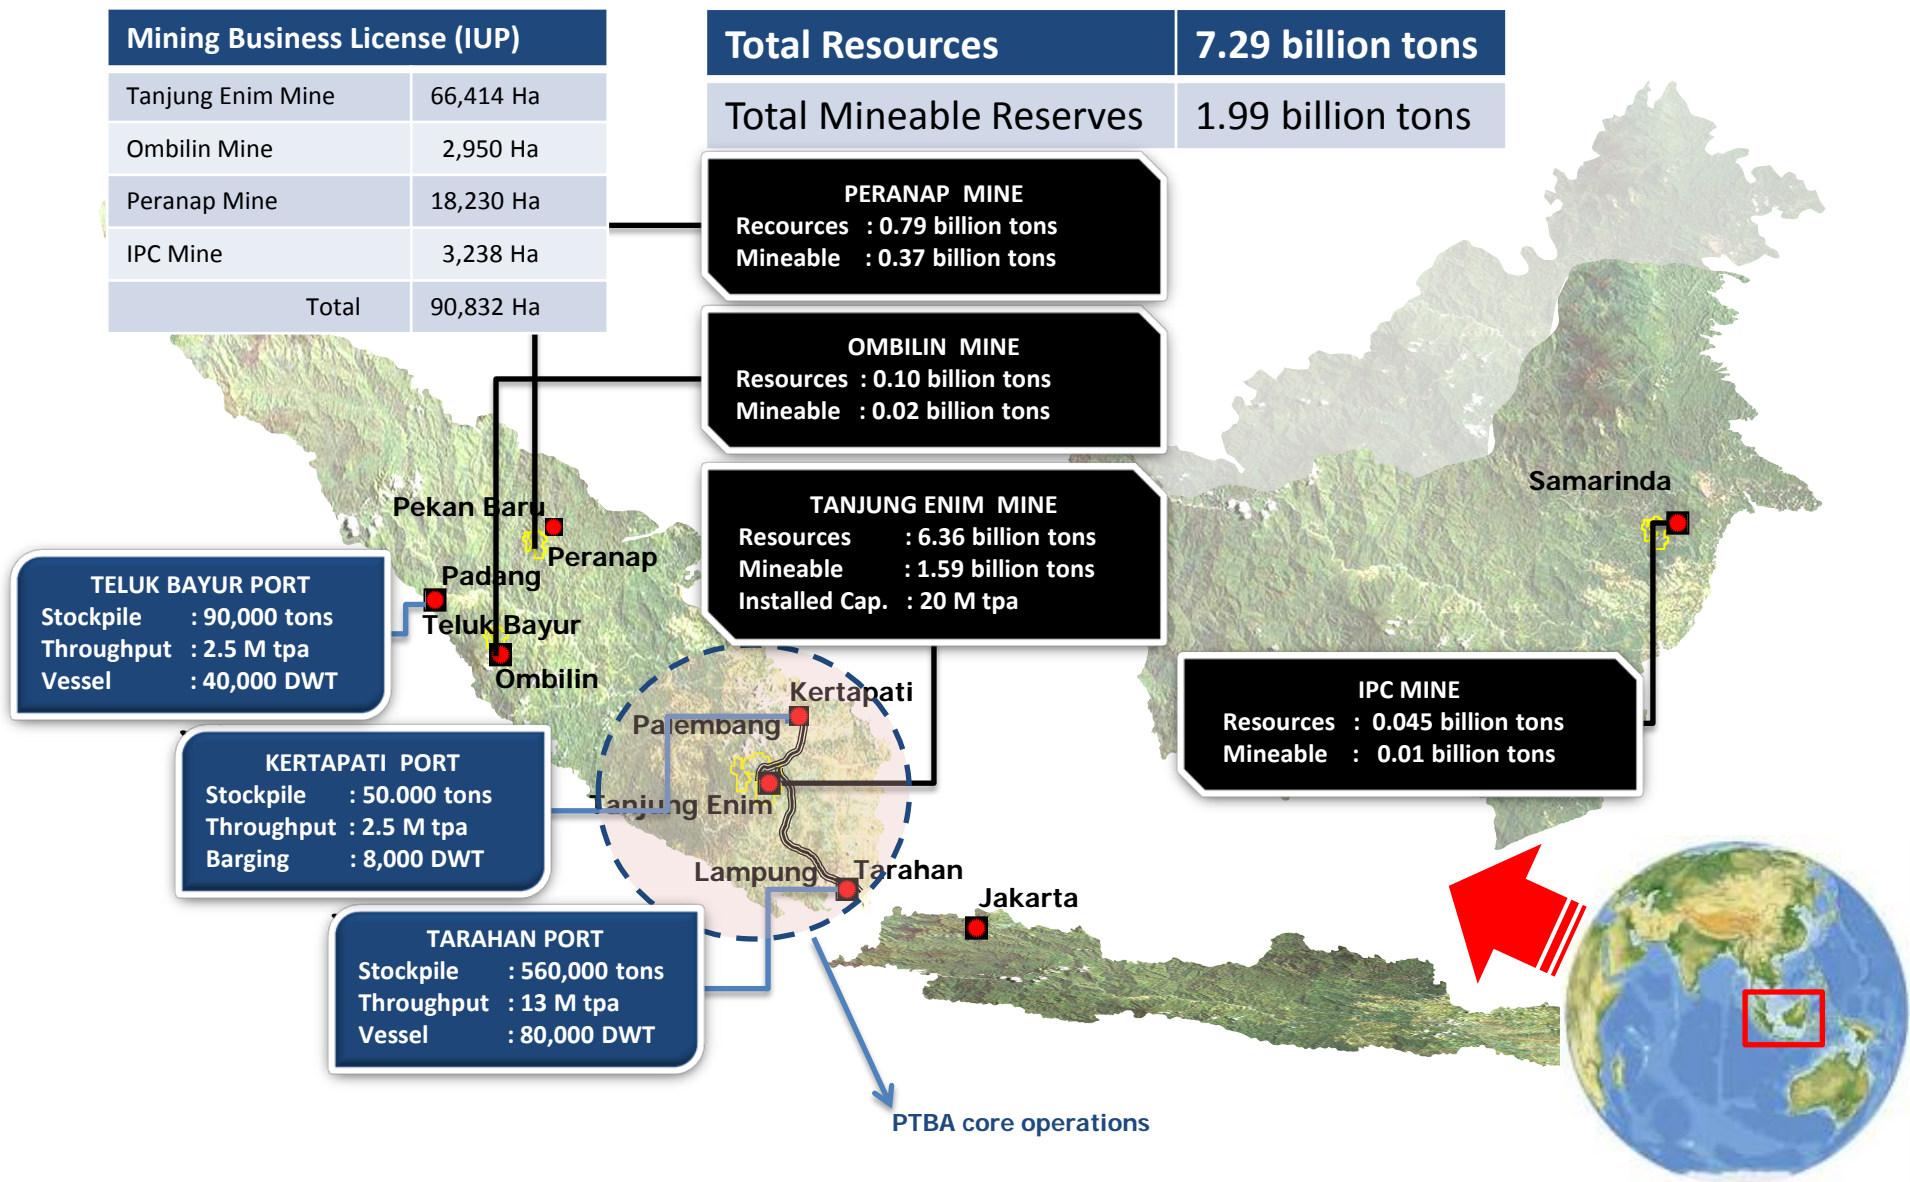 Mining Business License (IUP)
Tanjung Enim Mine 66,414 Ha
Ombilin Mine 2,950 Ha
Peranap Mine 18,230 Ha
IPC Mine 3,238 Ha
Total 90,832 Ha
Total Resources 7.29 billion tons
Total Mineable Reserves 1.99 billion tons
PERANAP MINE
Recources : 0.79 billion tons
Mineable : 0.37 billion tons
OMBILIN MINE
Resources : 0.10 billion tons
Mineable : 0.02 billion tons
TANJUNG ENIM MINE
Resources : 6.36 billion tons
Mineable : 1.59 billion tons
Installed Cap. : 20 M tpa
IPC MINE
Resources : 0.045 billion tons
Mineable : 0.01 billion tons
Samarinda
Pekan Baru
Peranap
Padang
Teluk Bayur
Ombilin
TELUK BAYUR PORT
Stockpile : 90,000 tons
Throughput : 2.5 M tpa
Vessel : 40,000 DWT
KERTAPATI PORT
Stockpile : 50.000 tons
Throughput : 2.5 M tpa
Barging : 8,000 DWT
TARAHAN PORT
Stockpile : 560,000 tons
Throughput : 13 M tpa
Vessel : 80,000 DWT
Kertapati
Palembang
Tanjung Enim
Lampung
Tarahan
Jakarta
PTBA core operations